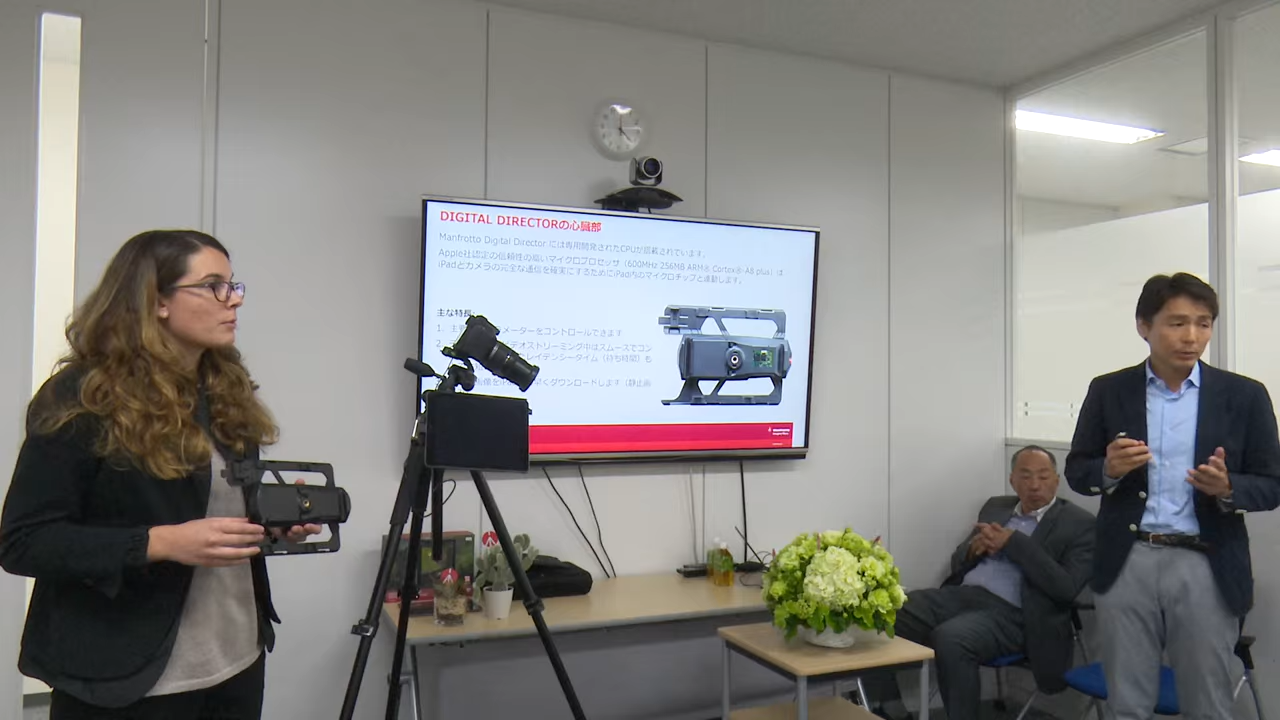 DIGITAL DIRECTORの心臓部
Manfrotto Digital Director には専用開発されたCPUが搭載されています。
Apple社認定の信頼性の高いマイクロプロセッサ（600MHz 256MB ARM® Cortex®-A8 plus）は
iPadとカメラの完全な通信を確実にするためにiPad内のマイクロチップと連動します。
主な特長:
1. 主 メーターをコントロールできます
2. デオストリーミング中はスムースでコン
レイデンシータイム（待ち時間）も
像を 早くダウンロードします（静止画